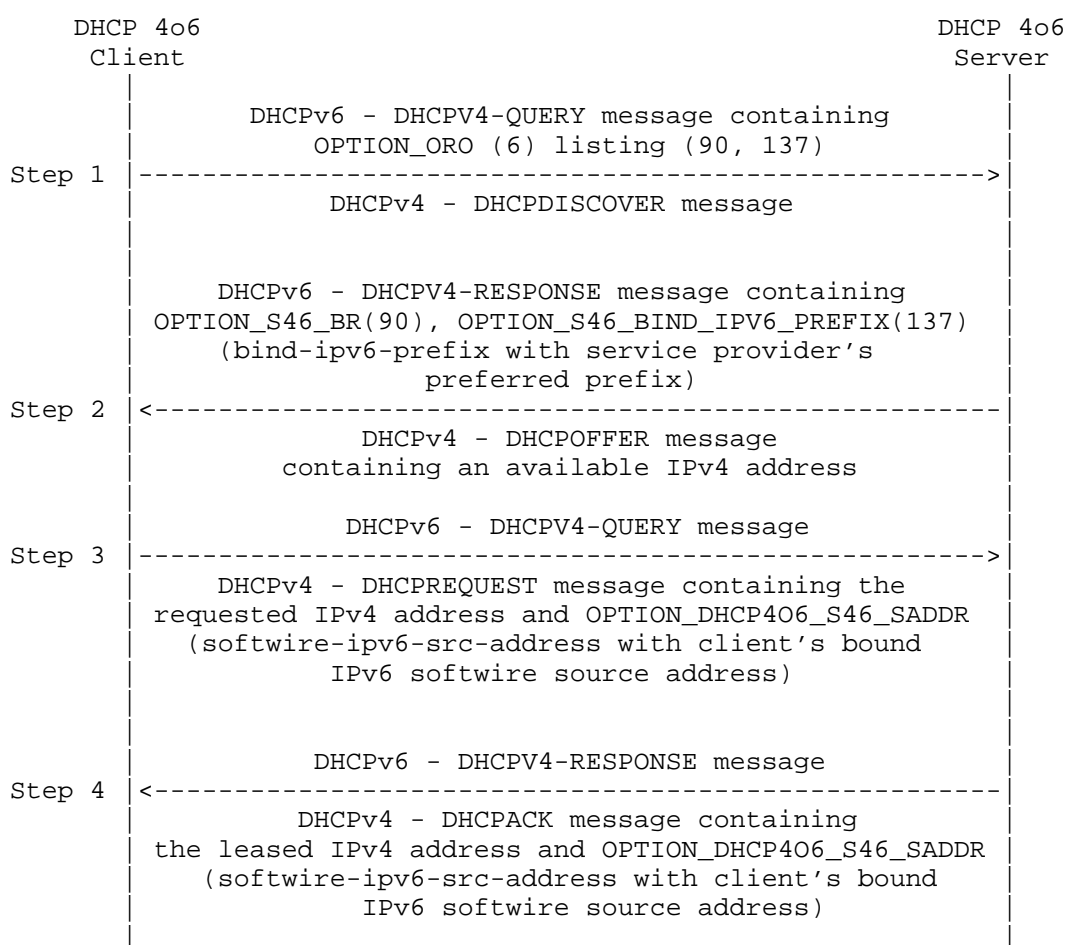 DHCP 4o6 DHCP 4o6
Client Server
DHCPv6 - DHCPV4-QUERY message containing
OPTION_ORO (6) listing (90, 137)
Step 1 |----------------------------------------------------->|
DHCPv4 - DHCPDISCOVER message
DHCPv6 - DHCPV4-RESPONSE message containing
OPTION_S46_BR(90), OPTION_S46_BIND_IPV6_PREFIX(137)
(bind-ipv6-prefix with service provider's
preferred prefix)
Step 2 |<-----------------------------------------------------|
DHCPv4 - DHCPOFFER message
containing an available IPv4 address
DHCPv6 - DHCPV4-QUERY message
Step 3 |----------------------------------------------------->|
DHCPv4 - DHCPREQUEST message containing the
requested IPv4 address and OPTION_DHCP4O6_S46_SADDR
(softwire-ipv6-src-address with client's bound
IPv6 softwire source address)
DHCPv6 - DHCPV4-RESPONSE message
Step 4 |<-----------------------------------------------------|
DHCPv4 - DHCPACK message containing
the leased IPv4 address and OPTION_DHCP4O6_S46_SADDR
(softwire-ipv6-src-address with client's bound
IPv6 softwire source address)